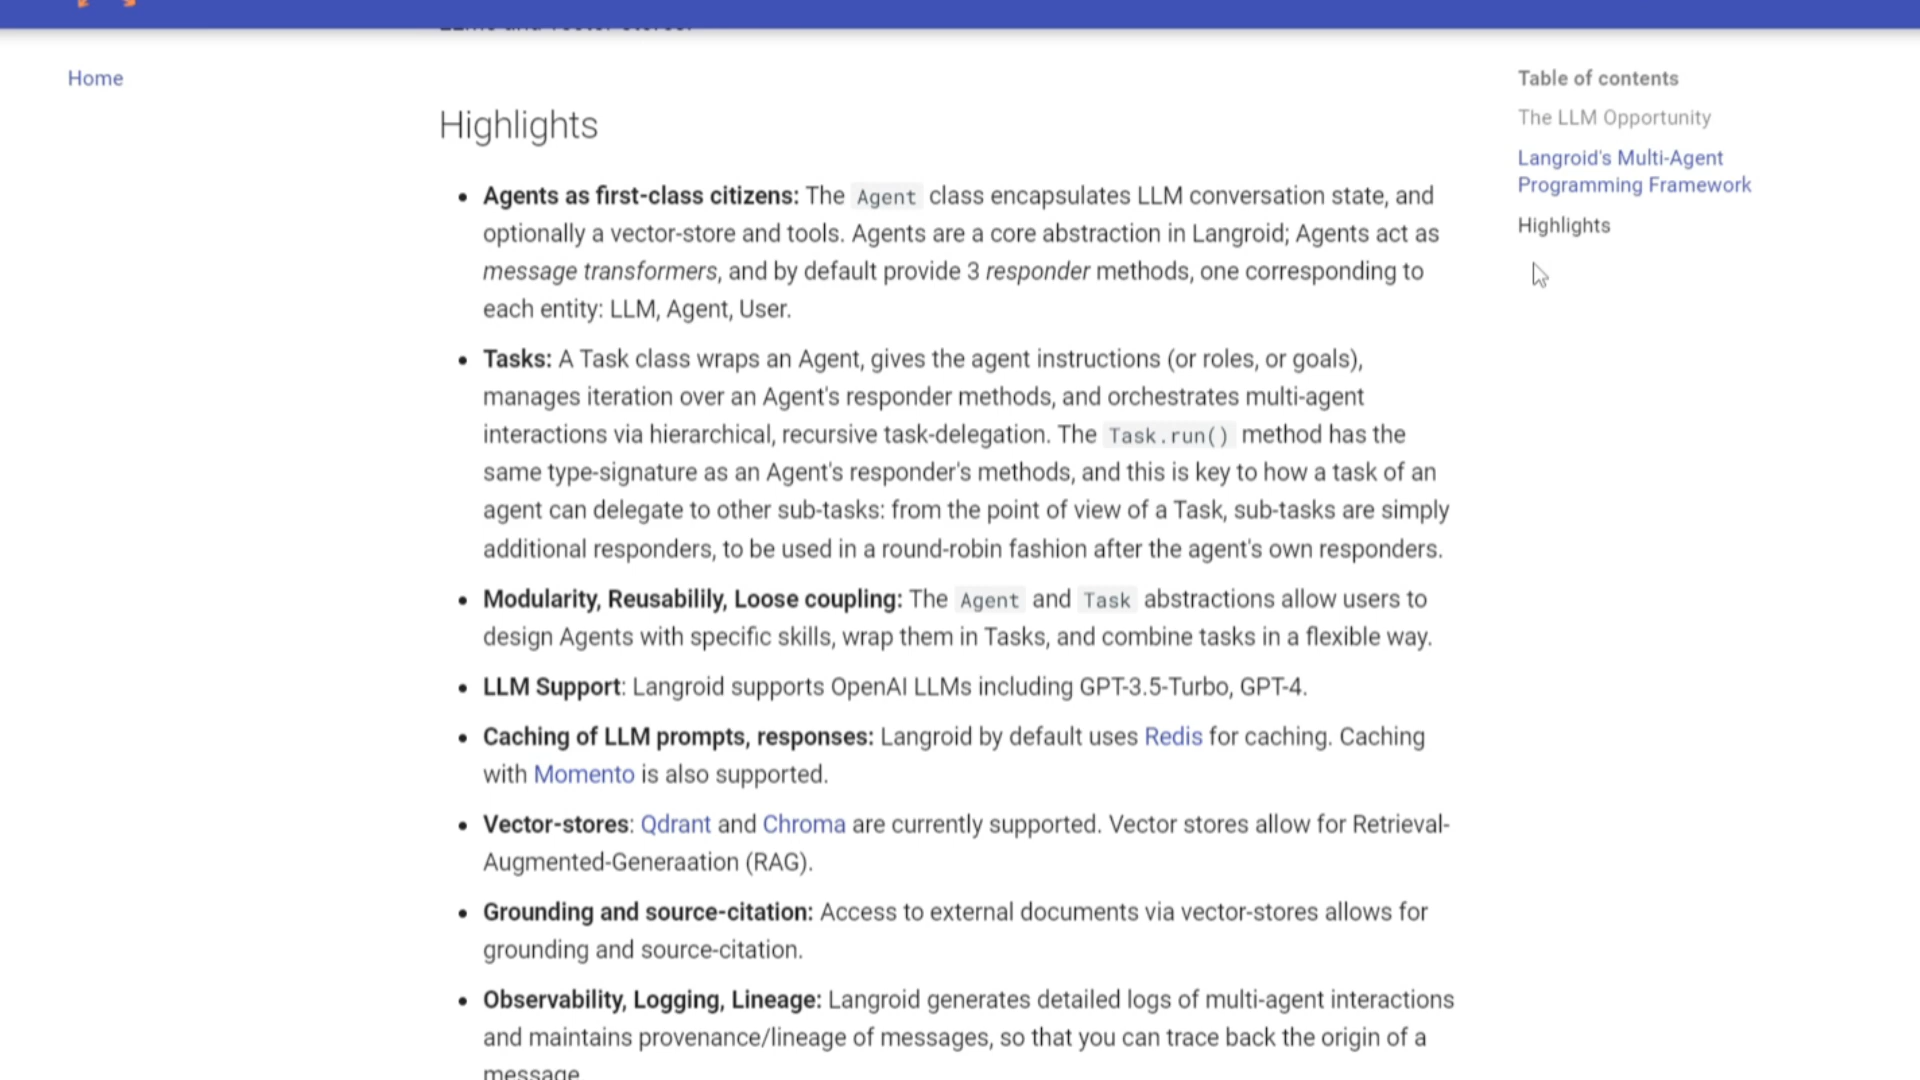 Home
Highlights
Agents as first-class citizens: The Agent class encapsulates LLM conversation state, and
optionally a vector-store and tools. Agents are a core abstraction in Langroid; Agents act as
message transformers, and by default provide 3 responder methods, one corresponding to
each entity: LLM, Agent, User.
Tasks: A Task class wraps an Agent, gives the agent instructions (or roles, or goals),
manages iteration over an Agent's responder methods, and orchestrates multi-agent
interactions via hierarchical, recursive task-delegation. The Task.run() method has the
same type-signature as an Agent's responder's methods, and this is key to how a task of an
agent can delegate to other sub-tasks: from the point of view of a Task, sub-tasks are simply
additional responders, to be used in a round-robin fashion after the agent's own responders.
Modularity, Reusabilily, Loose coupling: The Agent and Task abstractions allow users to
design Agents with specific skills, wrap them in Tasks, and combine tasks in a flexible way.
LLM Support: Langroid supports OpenAI LLMs including GPT-3.5-Turbo, GPT-4.
Caching of LLM prompts, responses: Langroid by default uses Redis for caching. Caching
with Momento is also supported.
Vector-stores: Qdrant and Chroma are currently supported. Vector stores allow for Retrieval-
Augmented-Generaation (RAG).
Grounding and source-citation: Access to external documents via vector-stores allows for
grounding and source-citation.
Observability, Logging, Lineage: Langroid generates detailed logs of multi-agent interactions
and maintains provenance/lineage of messages, so that you can trace back the origin of a
message
Table of contents
The LLM Opportunity
Langroid's Multi-Agent
Programming Framework
Highlights